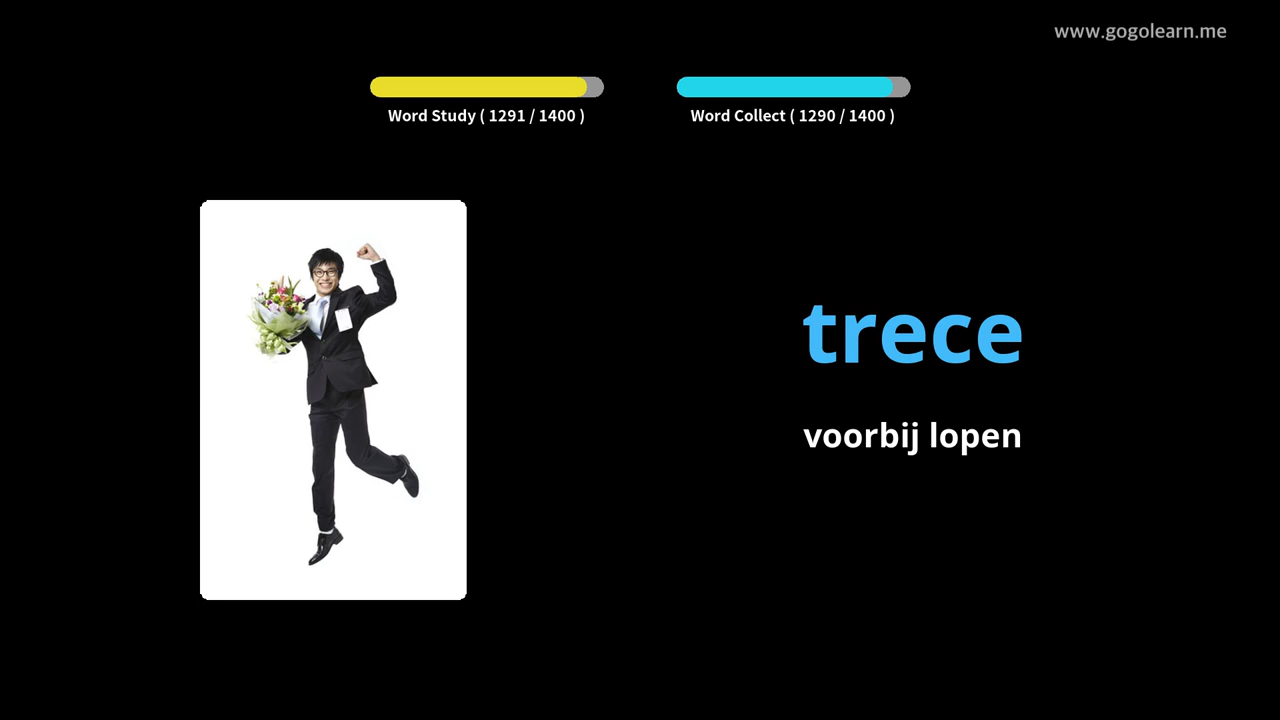 www.gogolearn.me
Word Study ( 1291 / 1400 )
Word Collect ( 1290 / 1400 )
trece
voorbij lopen